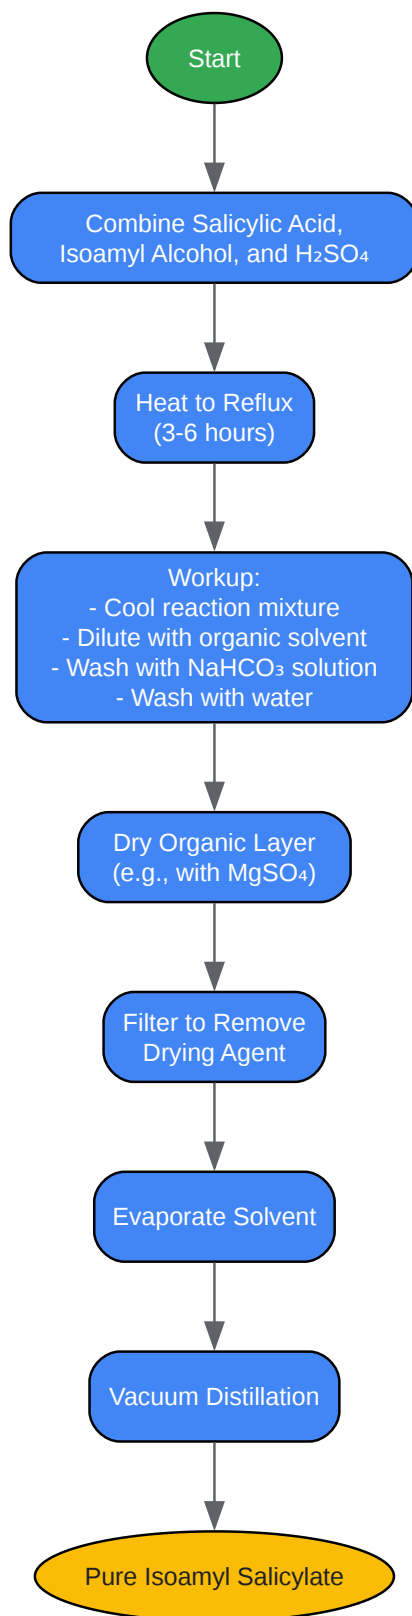 Start
Combine Salicylic Acid,
Isoamyl Alcohol, and H₂SO₄
Heat to Reflux
(3-6 hours)
Workup:
- Cool reaction mixture
- Dilute with organic solvent
- Wash with NaHCO₃ solution
- Wash with water
Dry Organic Layer
(e.g., with MgSO₄)
Filter to Remove
Drying Agent
Evaporate Solvent
Vacuum Distillation
Pure Isoamyl Salicylate